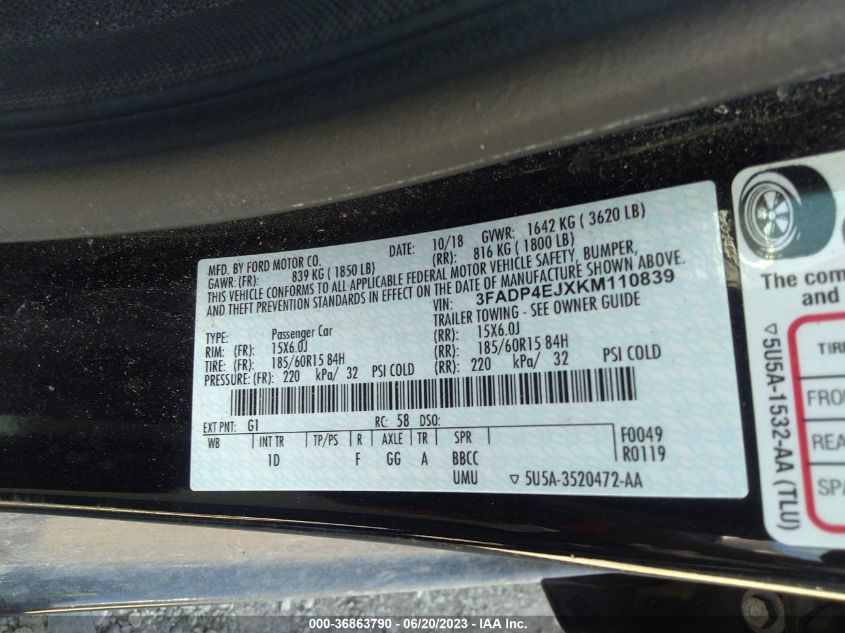 MFD. BY FORD MOTOR CO.
DATE: 10/18 GVWR: 1642 KG ( 3620 LB)
GAWR: (FR): 839 KG ( 1850 LB) (RR): 816 KG ( 1800 LB)
THIS VEHICLE CONFORMS TO ALL APPLICABLE FEDERAL MOTOR VEHICLE SAFETY, BUMPER,
AND THEFT PREVENTION STANDARDS IN EFFECT ON THE DATE OF MANUFACTURE SHOWN ABOVE.
VIN: 3FADP4EJXKM110839
TYPE: Passenger Car TRAILER TOWING - SEE OWNER GUIDE
RIM: (FR): 15X6.0J (RR): 15X6.0J
TIRE: (FR): 185/60R15 84H (RR): 185/60R15 84H
PRESSURE: (FR): 220 kPa/ 32 PSI COLD (RR): 220 kPa/ 32 PSI COLD
EXT PNT: G1 RC: 58 DSO:
WB INT TR TP/PS R AXLE TR SPR F0049
1D F GG A BBCC R0119
UMU ▽ 5U5A-3520472-AA
The com
and
▽5U5A-1532-AA (TLU)
TIRE
FRO
REA
SPA
000-36863790 - 06/20/2023 - IAA Inc.